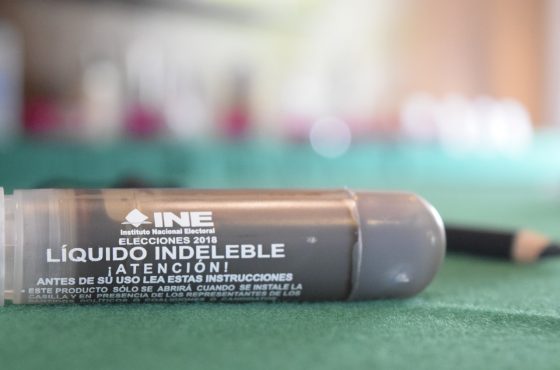 INE
Instituto Nacional Electoral
ELECCIONES 2018
LÍQUIDO INDELEBLE
¡ATENCIÓN!
ANTES DE SU USO LEA ESTAS INSTRUCCIONES
ESTE PRODUCTO SÓLO SE ABRIRÁ CUANDO SE INSTALE LA
CASILLA Y EN PRESENCIA DE LOS REPRESENTANTES DE LOS